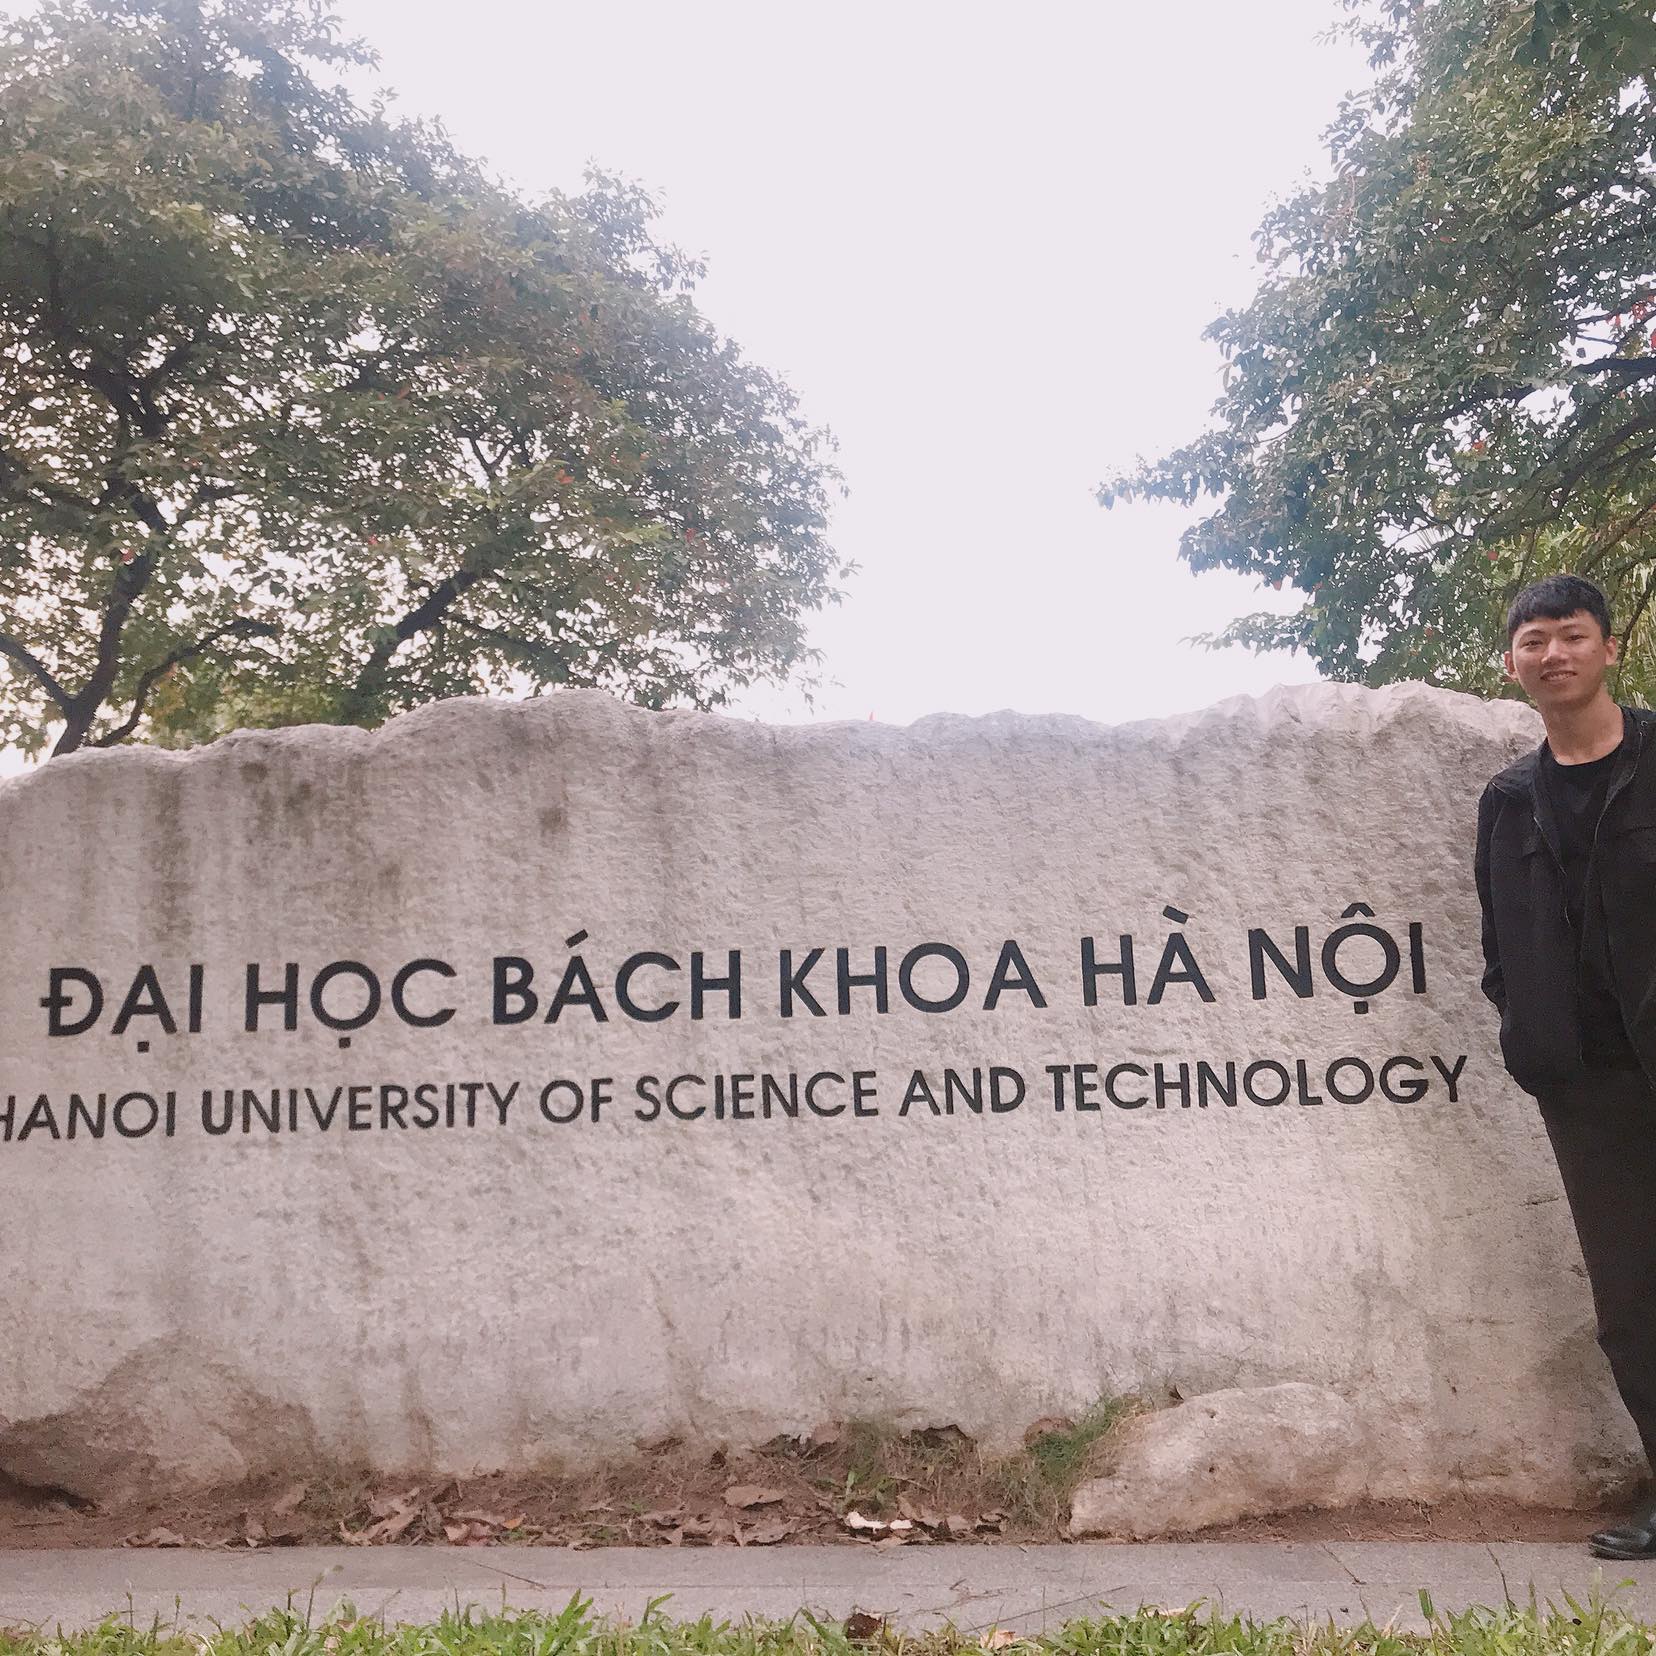 ĐẠI HỌC BÁCH KHOA HÀ NỘI
HANOI UNIVERSITY OF SCIENCE AND TECHNOLOGY